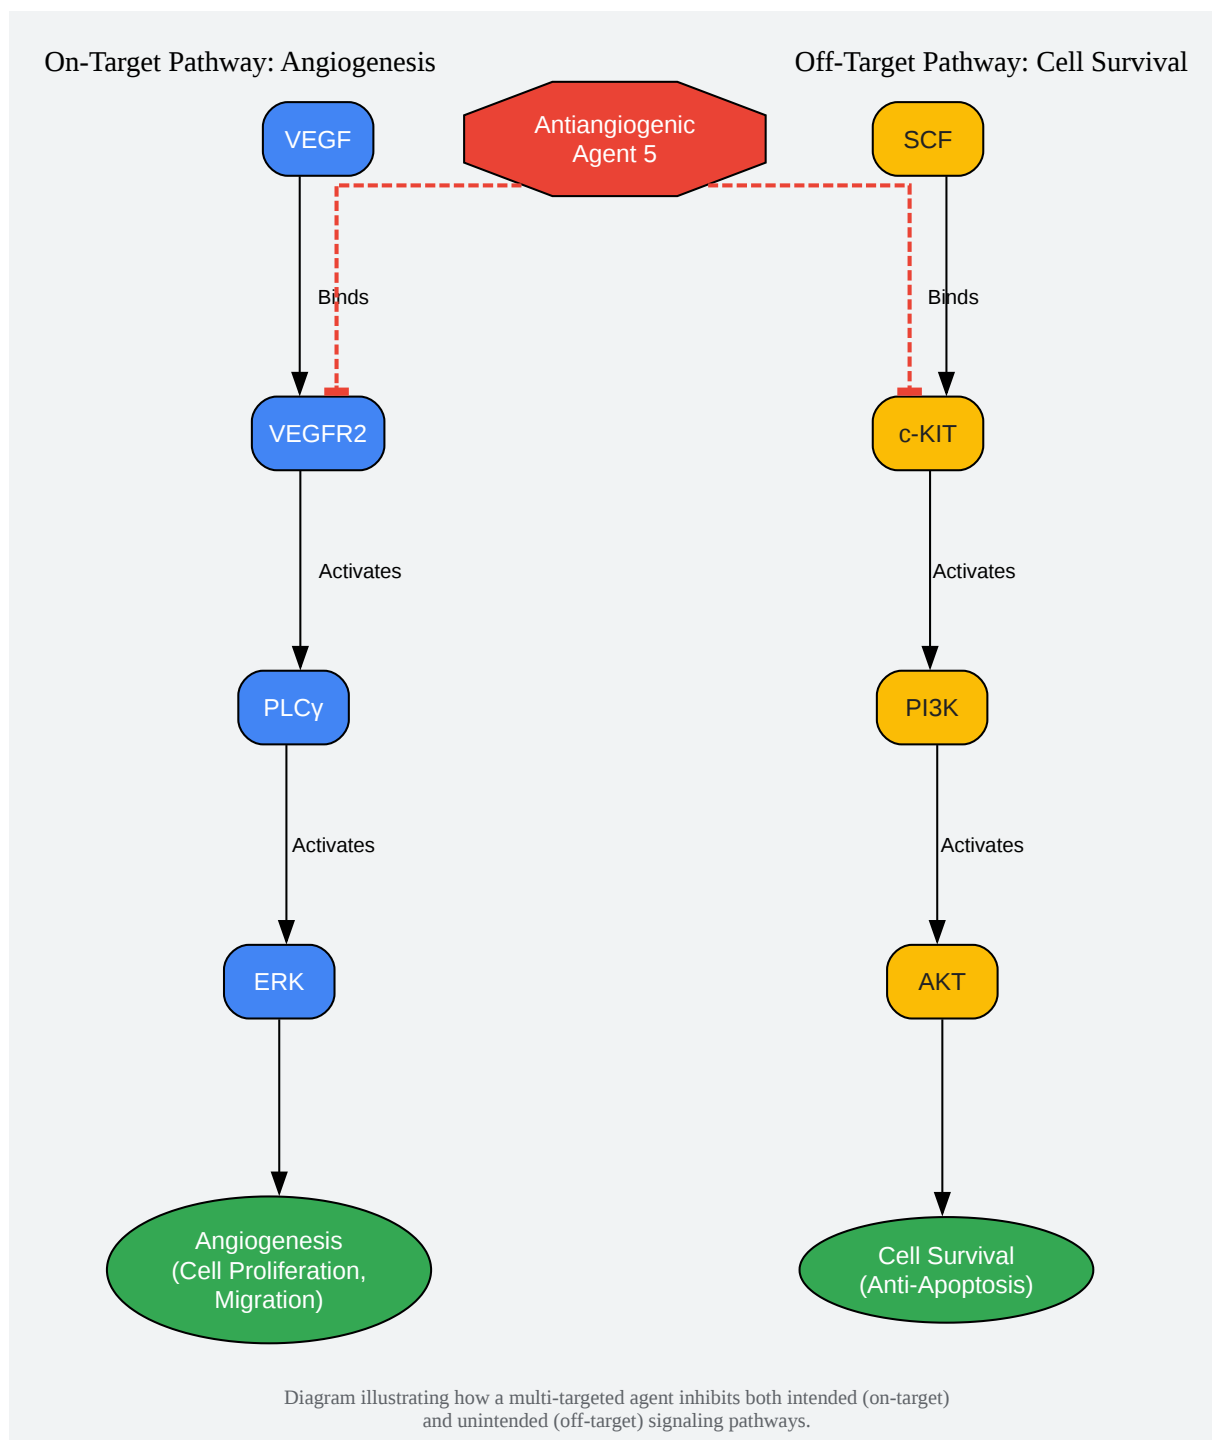 On-Target Pathway: Angiogenesis
Off-Target Pathway: Cell Survival
VEGF
Antiangiogenic
Agent 5
SCF
Binds
Binds
VEGFR2
c-KIT
Activates
Activates
PLCγ
PI3K
Activates
Activates
ERK
AKT
Angiogenesis
(Cell Proliferation,
Migration)
Cell Survival
(Anti-Apoptosis)
Diagram illustrating how a multi-targeted agent inhibits both intended (on-target)
and unintended (off-target) signaling pathways.